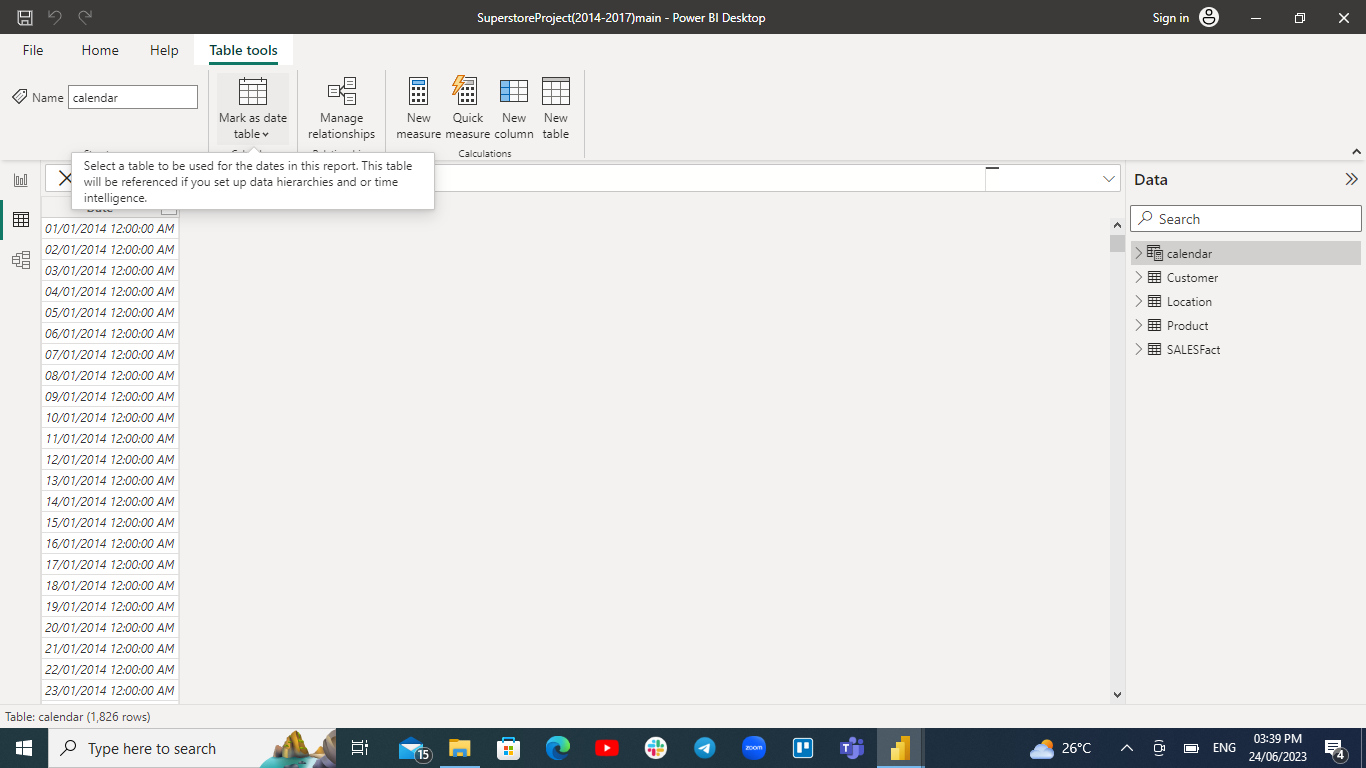 SuperstoreProject(2014-2017)main - Power BI Desktop
Sign in
File
Home
Help
Table tools
Name
calendar
Mark as date
table
Manage
relationships
New
measure
Quick
measure
New
column
New
table
Calculations
Select a table to be used for the dates in this report. This table
will be referenced if you set up data hierarchies and or time
intelligence.
Date
01/01/2014 12:00:00 AM
02/01/2014 12:00:00 AM
03/01/2014 12:00:00 AM
04/01/2014 12:00:00 AM
05/01/2014 12:00:00 AM
06/01/2014 12:00:00 AM
07/01/2014 12:00:00 AM
08/01/2014 12:00:00 AM
09/01/2014 12:00:00 AM
10/01/2014 12:00:00 AM
11/01/2014 12:00:00 AM
12/01/2014 12:00:00 AM
13/01/2014 12:00:00 AM
14/01/2014 12:00:00 AM
15/01/2014 12:00:00 AM
16/01/2014 12:00:00 AM
17/01/2014 12:00:00 AM
18/01/2014 12:00:00 AM
19/01/2014 12:00:00 AM
20/01/2014 12:00:00 AM
21/01/2014 12:00:00 AM
22/01/2014 12:00:00 AM
23/01/2014 12:00:00 AM
Data
Search
calendar
Customer
Location
Product
SALESFact
Table: calendar (1,826 rows)
Type here to search
15
zoom
26°C
ENG
03:39 PM
24/06/2023
4